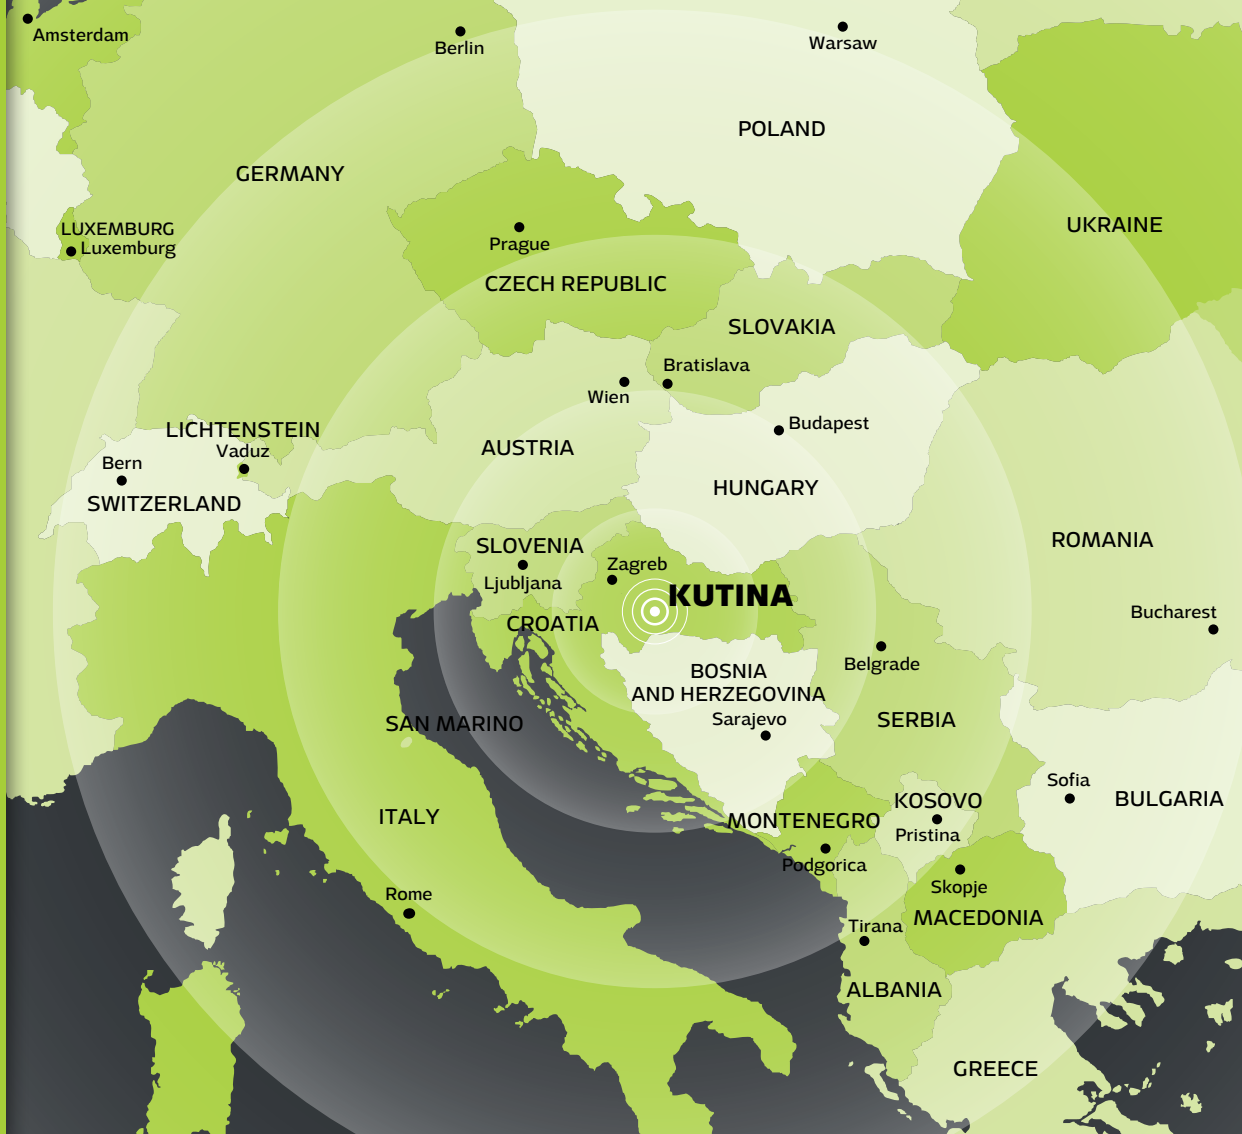 Amsterdam
Berlin
Warsaw
POLAND
GERMANY
UKRAINE
LUXEMBURG
Luxemburg
Prague
CZECH REPUBLIC
SLOVAKIA
Bratislava
Wien
Budapest
LICHTENSTEIN
Vaduz
AUSTRIA
Bern
SWITZERLAND
HUNGARY
ROMANIA
SLOVENIA
Ljubljana
Zagreb
KUTINA
CROATIA
Bucharest
Belgrade
BOSNIA
AND HERZEGOVINA
Sarajevo
SAN MARINO
SERBIA
Sofia
BULGARIA
KOSOVO
Pristina
ITALY
MONTENEGRO
Podgorica
Rome
Skopje
MACEDONIA
Tirana
ALBANIA
GREECE